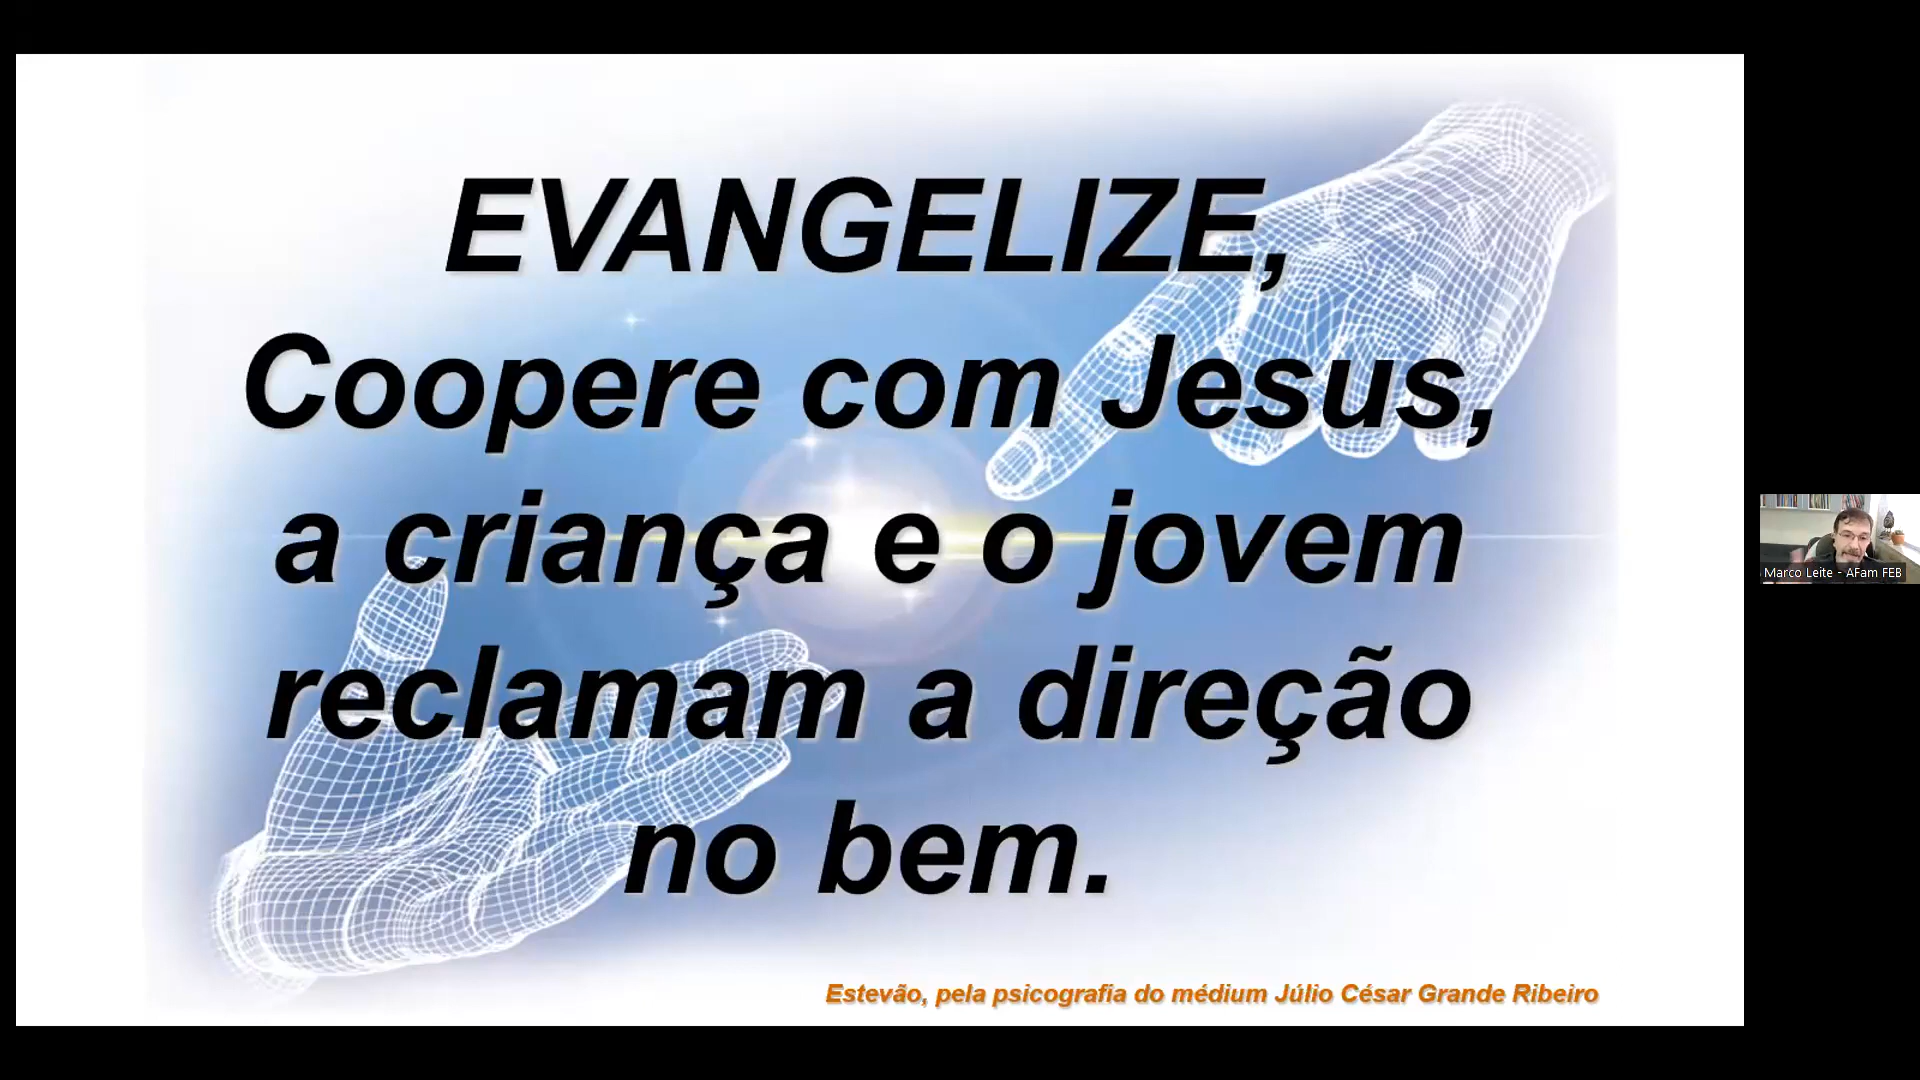 EVANGELIZE,
Coopere com Jesus,
a criança e o jovem
reclamam a direção
no bem.
Estevão, pela psicografia do médium Júlio César Grande Ribeiro
Marco Leite - AFam FEB